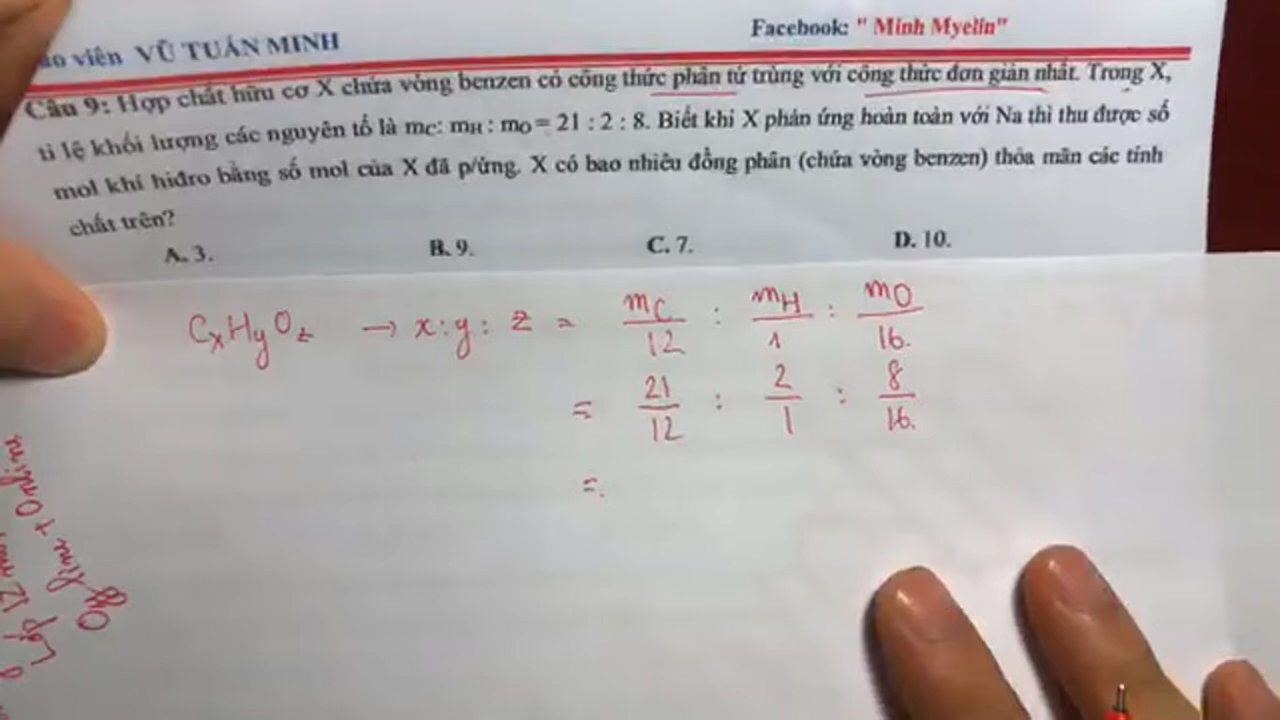 viên VŨ TUẤN MINH
Facebook: " Minh Myelin"
Câu 9: Hợp chất hữu cơ X chứa vòng benzen có công thức phân tử trùng với công thức đơn giản nhất. Trong X,
tỉ lệ khối lượng các nguyên tố là mC: mH : mO = 21 : 2 : 8. Biết khi X phản ứng hoàn toàn với Na thì thu được số
mol khí hiđro bằng số mol của X đã p/ứng. X có bao nhiêu đồng phân (chứa vòng benzen) thỏa mãn các tính
chất trên?
A. 3. B. 9. C. 7. D. 10.
CxHyOz → x:y: z = mC/12 : mH/1 : mO/16.
= 21/12 : 2/1 : 8/16.
=.
Lớp 12
Off line + Online